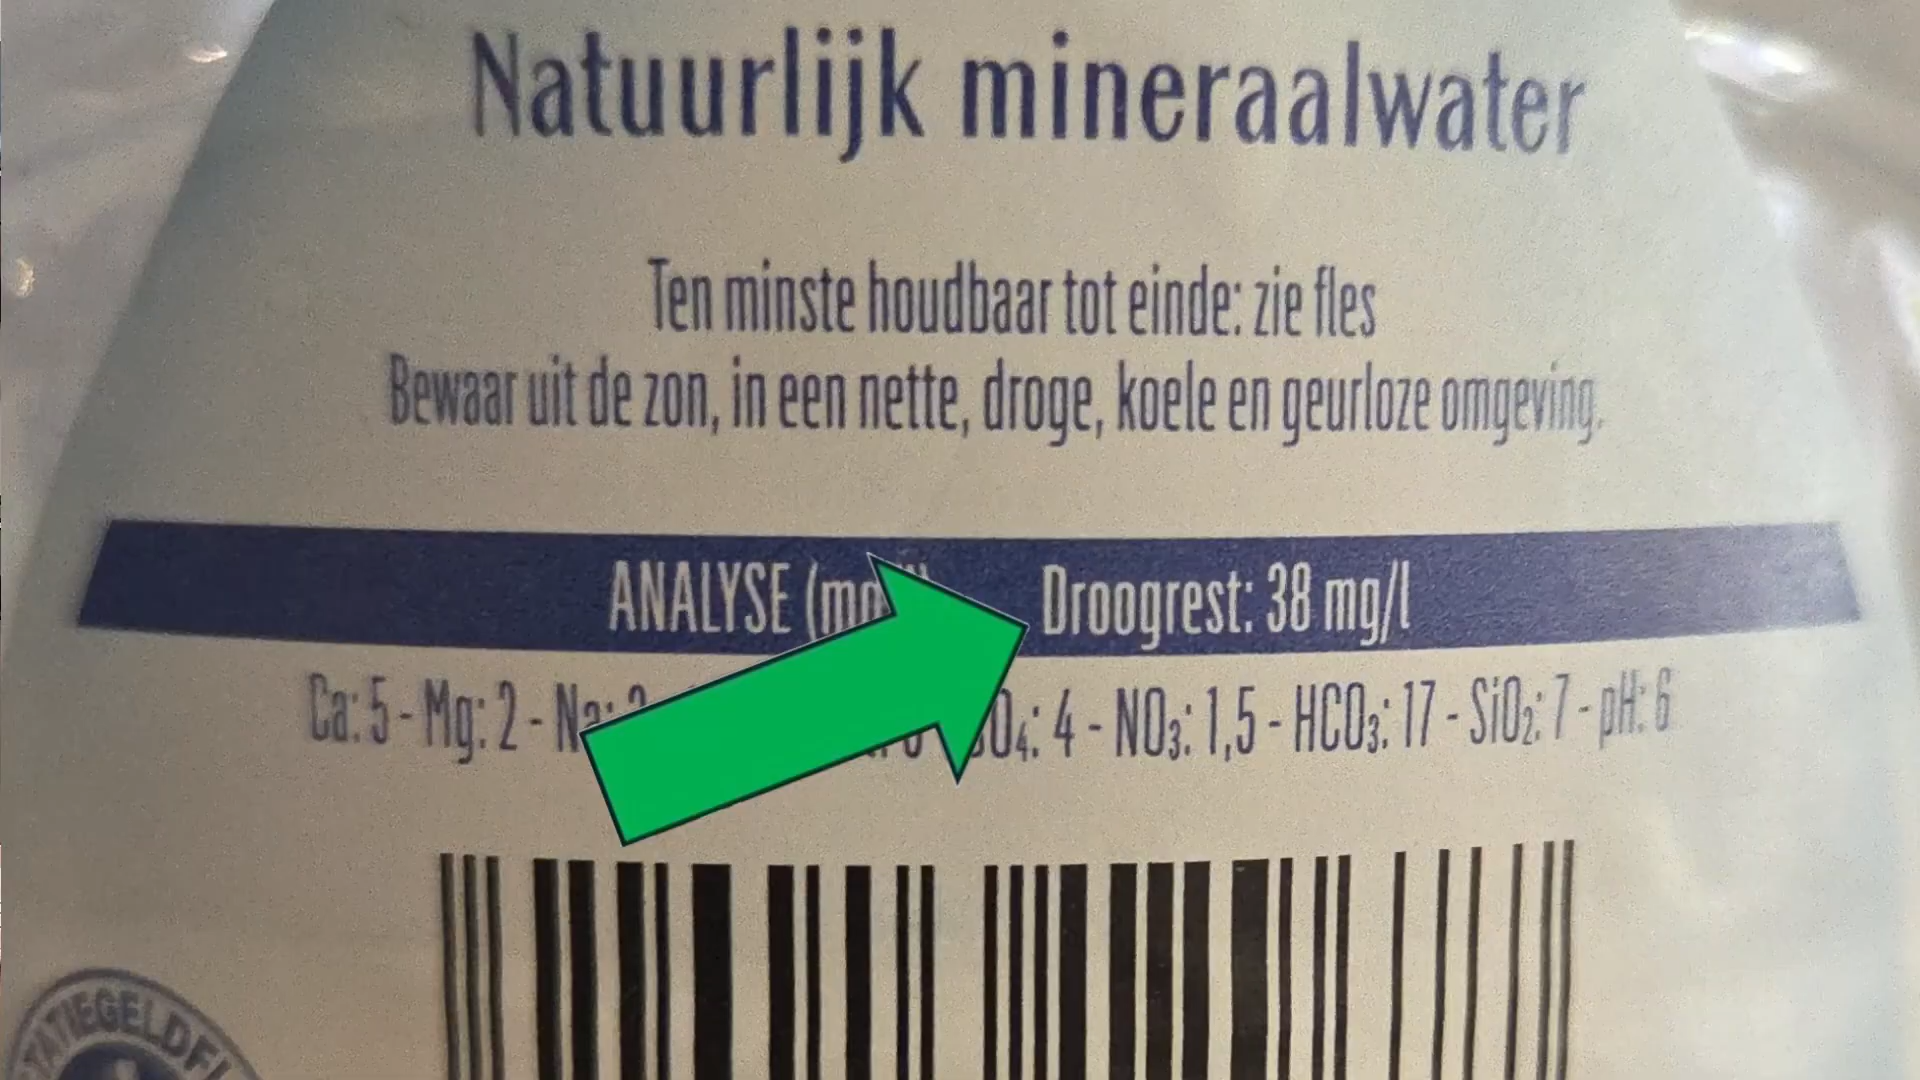 Natuurlijk mineraalwater
Ten minste houdbaar tot einde: zie fles
Bewaar uit de zon, in een nette, droge, koele en geurloze omgeving.
ANALYSE Droogrest: 38 mg/l
Ca: 5 - Mg: 2 - 4 - NO₃: 1,5 - HCO₃: 17 - SiO₂: 7 - pH: 6